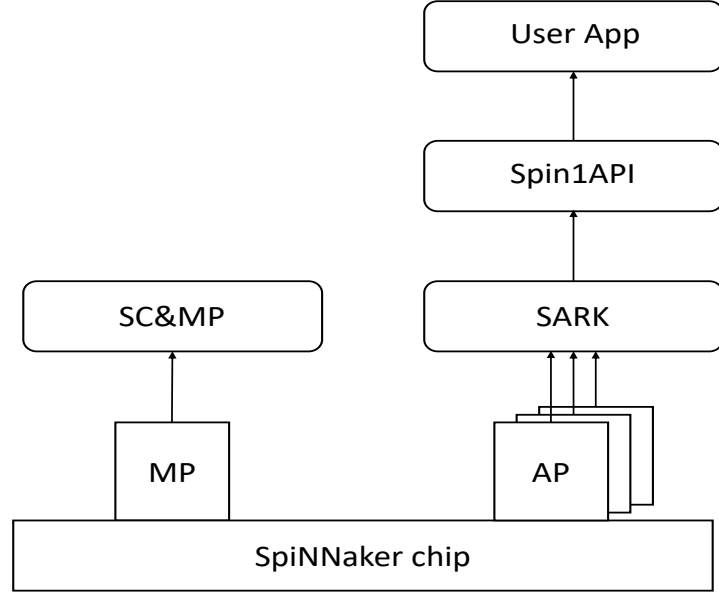 User App
Spin1API
SC&MP
SARK
MP
AP
SpiNNaker chip